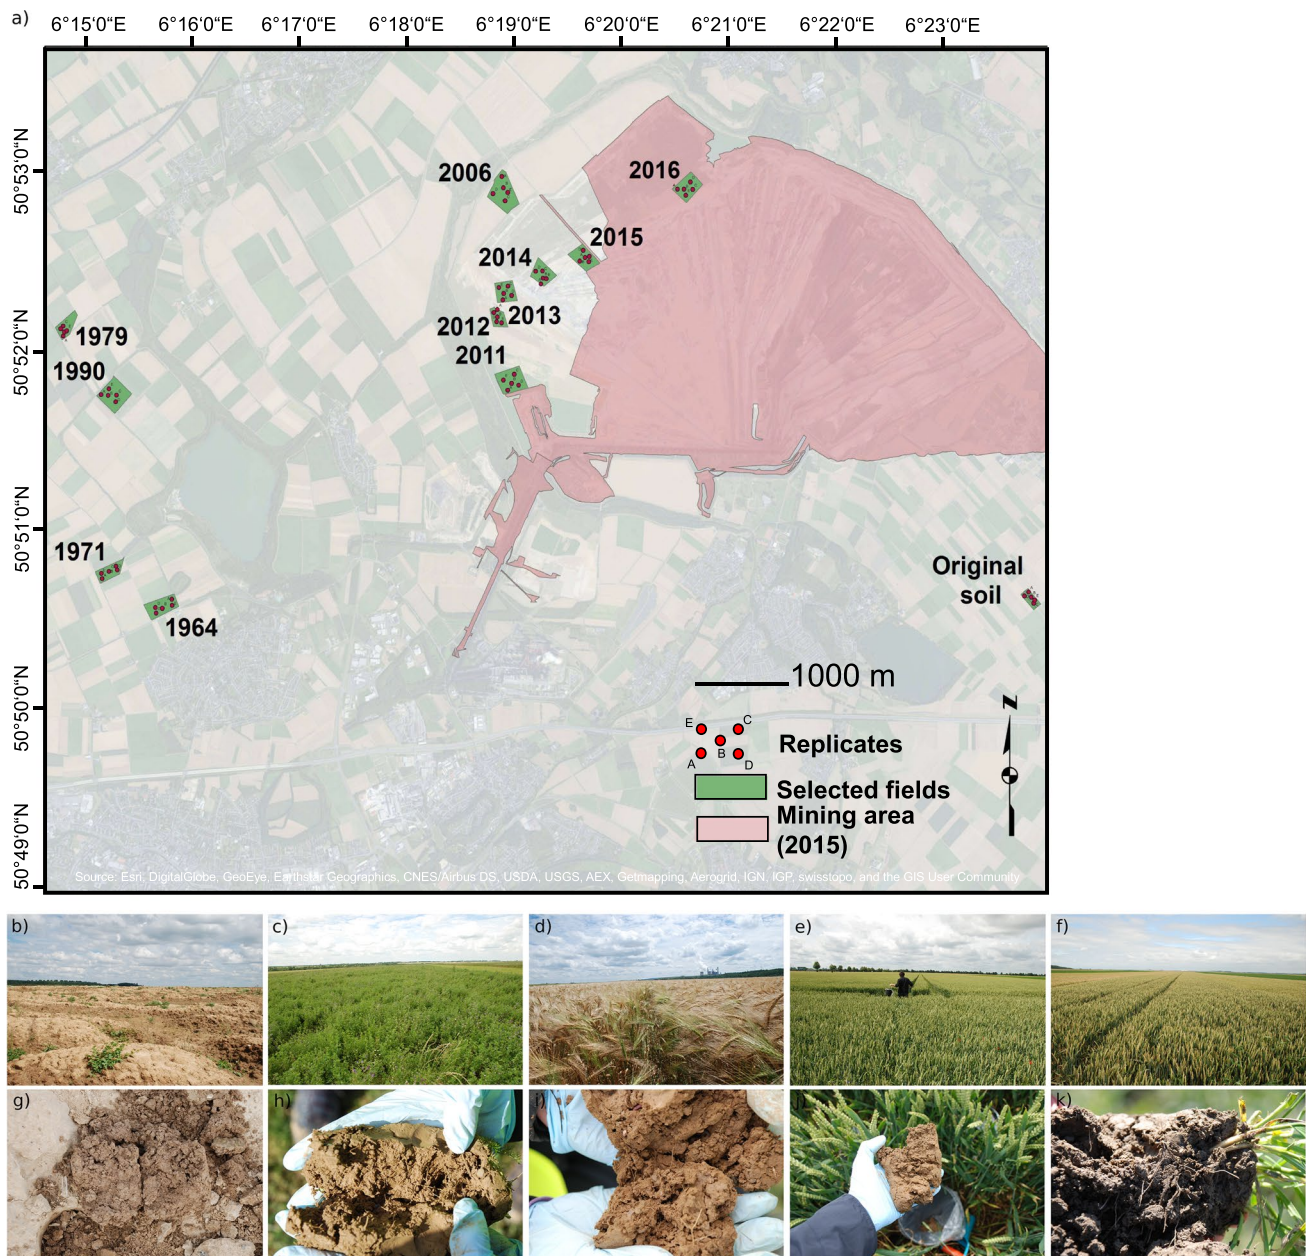 a)
6°15'0"E 6°16'0"E 6°17'0"E 6°18'0"E 6°19'0"E 6°20'0"E 6°21'0"E 6°22'0"E 6°23'0"E
50°53'0"N
50°52'0"N
50°51'0"N
50°50'0"N
50°49'0"N
2006
2016
2015
2014
2013
2012
2011
1979
1990
1971
1964
Original
soil
1000 m
N
E C
B
A D
Replicates
Selected fields
Mining area
(2015)
Source: Esri, DigitalGlobe, GeoEye, Earthstar Geographics, CNES/Airbus DS, USDA, USGS, AEX, Getmapping, Aerogrid, IGN, IGP, swisstopo, and the GIS User Community
b) c) d) e) f)
g) h) i) j) k)